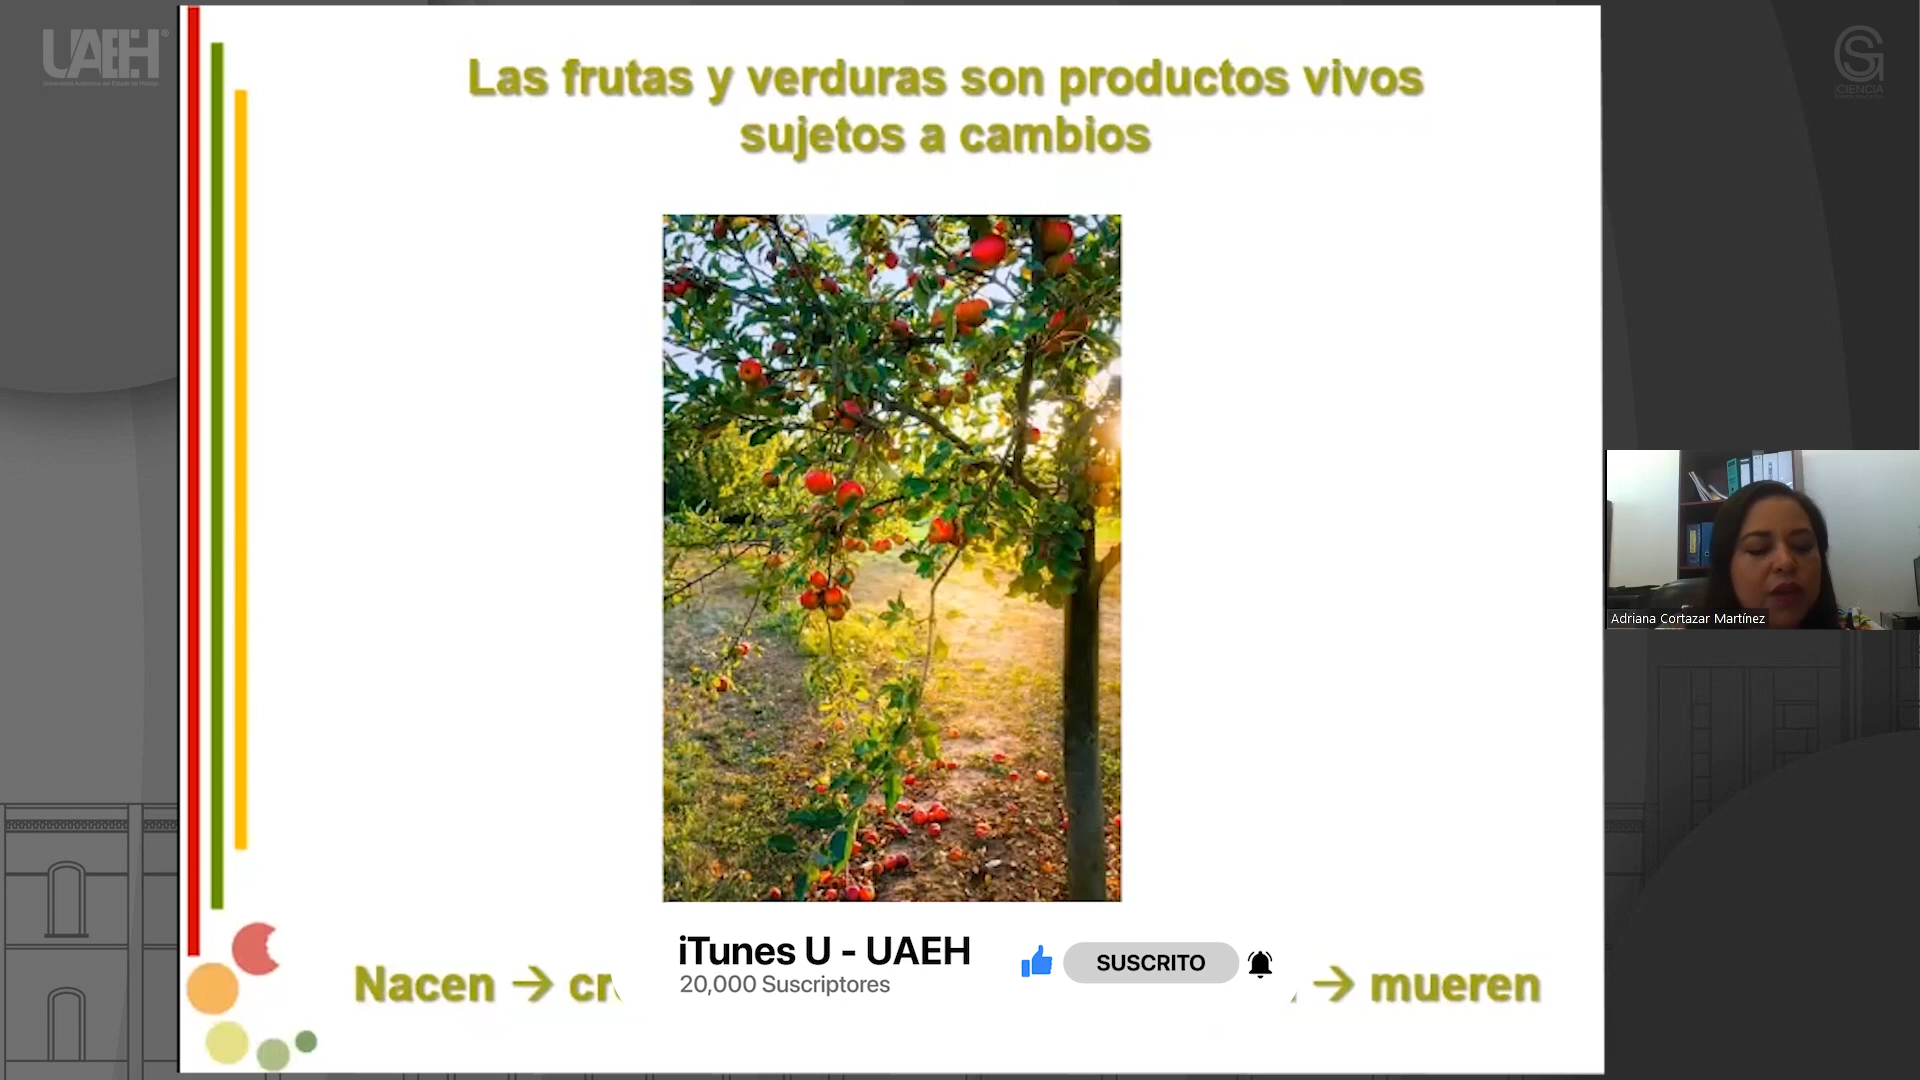 UAEH
Las frutas y verduras son productos vivos
sujetos a cambios
CIENCIA
Adriana Cortazar Martínez
iTunes U - UAEH
20,000 Suscriptores
SUSCRITO
Nacen → cr
→ mueren